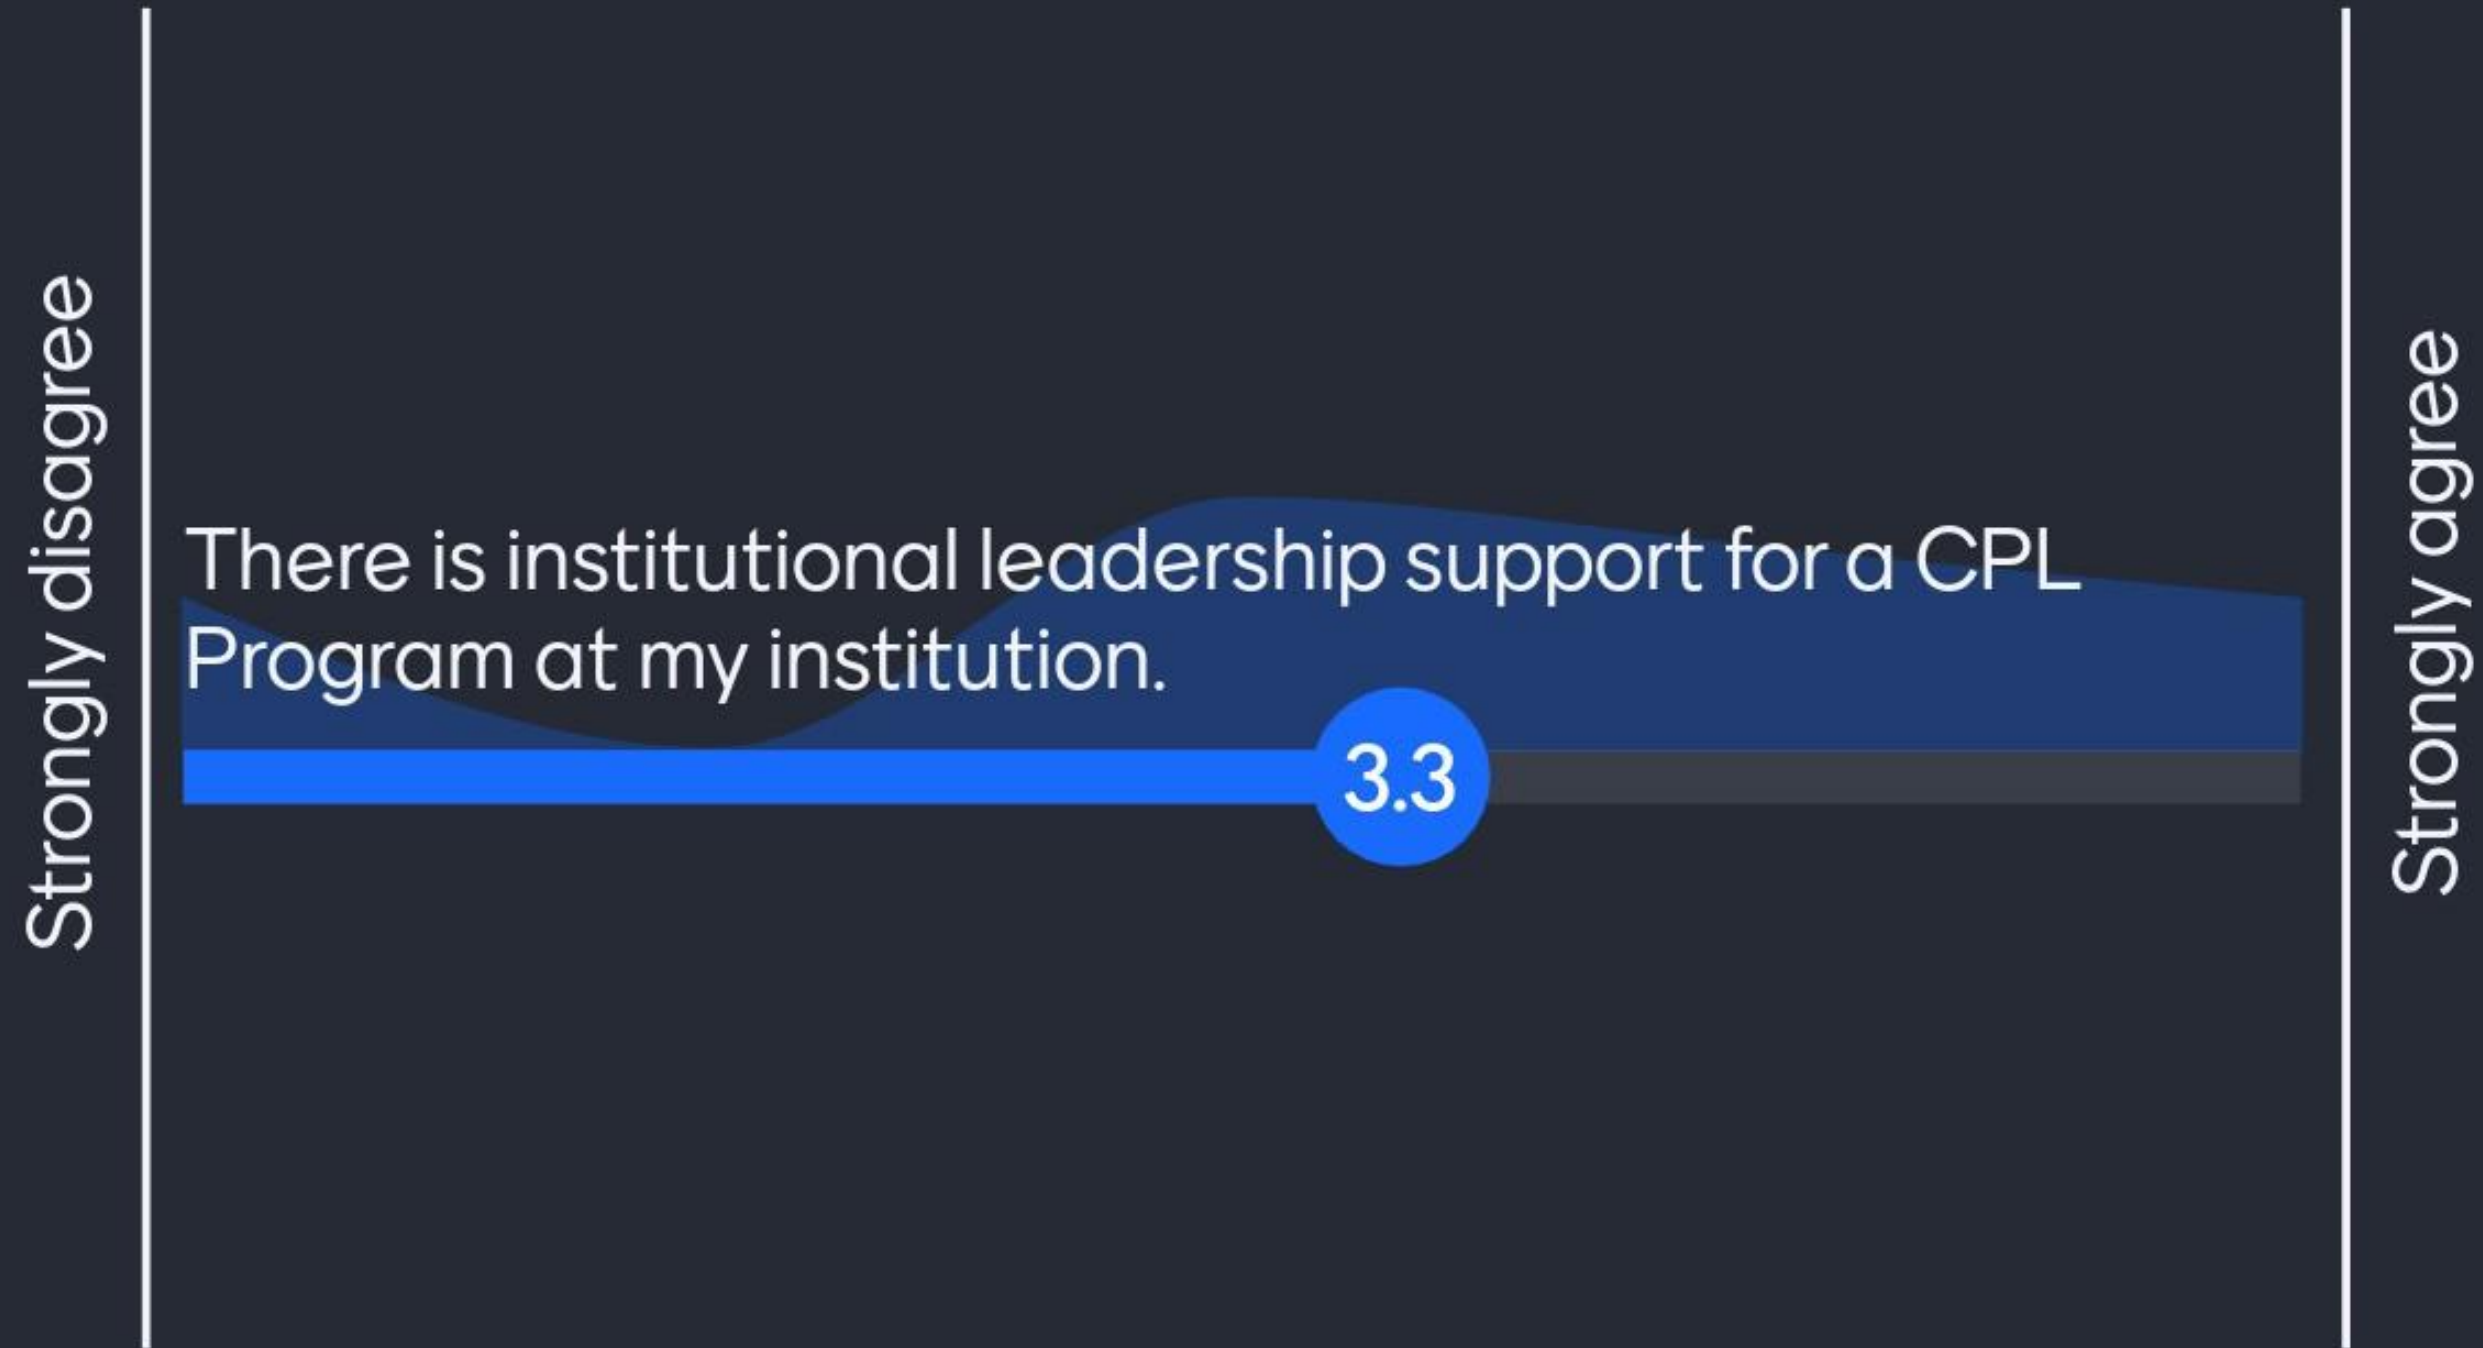 Strongly disagree
There is institutional leadership support for a CPL
Program at my institution.
3.3
Strongly agree